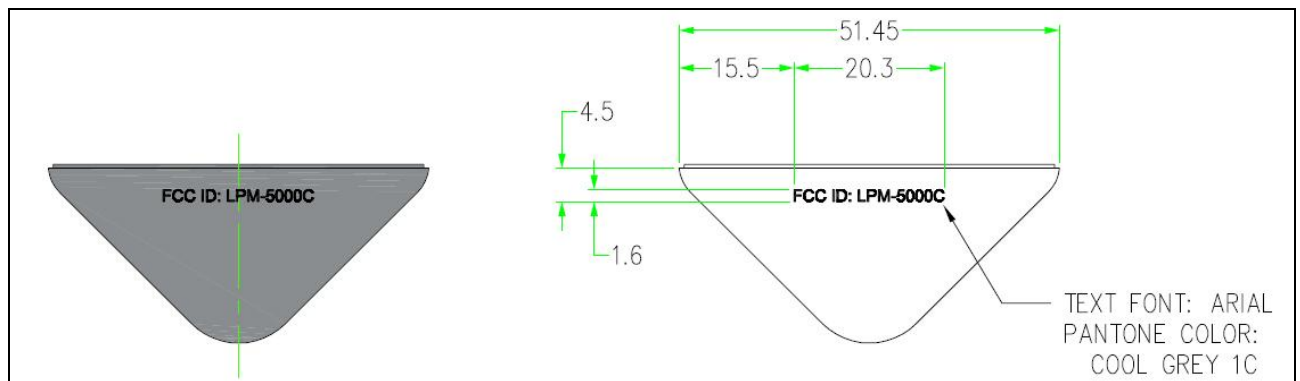 51.45
15.5 20.3
4.5
FCC ID: LPM-5000C
FCC ID: LPM-5000C
1.6
TEXT FONT: ARIAL
PANTONE COLOR:
COOL GREY 1C